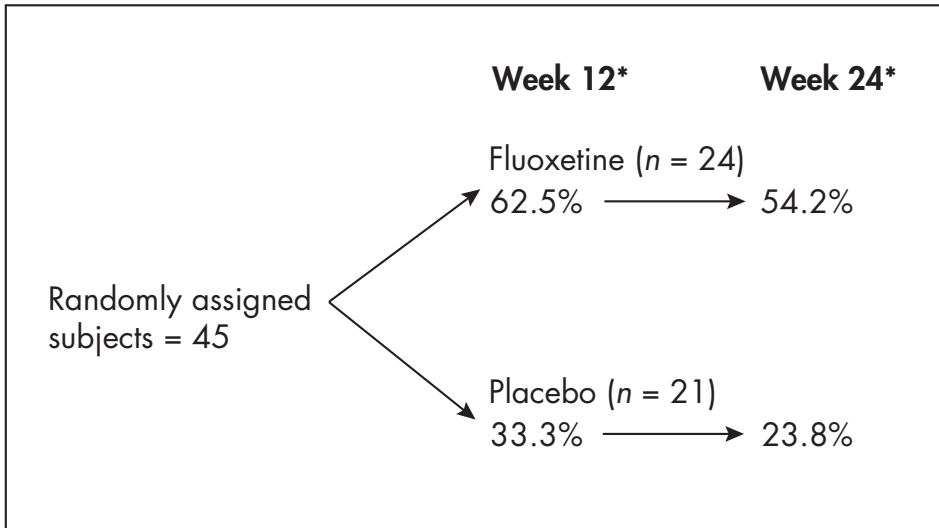 Week 12* Week 24*
Fluoxetine (n = 24)
62.5% 54.2%
Randomly assigned
subjects = 45
Placebo (n = 21)
33.3% 23.8%